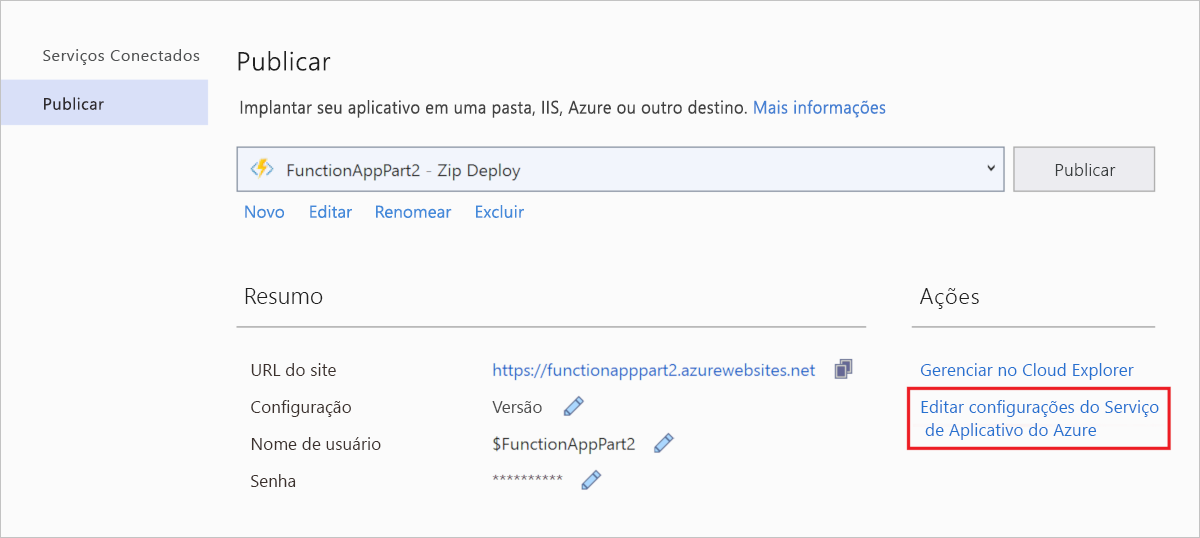 Serviços Conectados
Publicar
Publicar
Implantar seu aplicativo em uma pasta, IIS, Azure ou outro destino. Mais informações
FunctionAppPart2 - Zip Deploy
Publicar
Novo Editar Renomear Excluir
Resumo
URL do site https://functionapppart2.azurewebsites.net
Configuração Versão
Nome de usuário $FunctionAppPart2
Senha **********
Ações
Gerenciar no Cloud Explorer
Editar configurações do Serviço
de Aplicativo do Azure